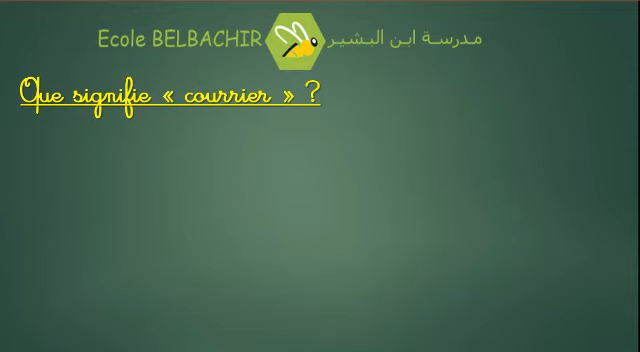 Ecole BELBACHIR مدرسة ابن البشير
Que signifie « courrier » ?